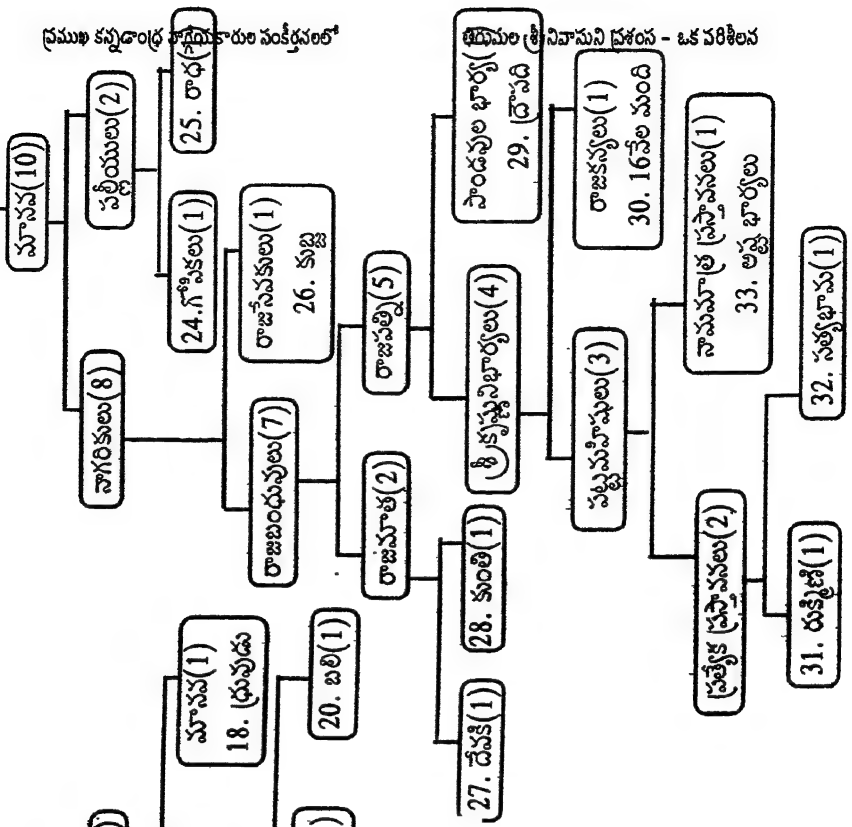 ప్రముఖ కన్నడాంధ్ర వాగ్గేయకారుల సంకీర్తనలలో
తిరుమల శ్రీ నివాసుని ప్రశంస - ఒక పరిశీలన
మానవ(10)
నాగరికులు(8)
పల్లీయులు(2)
24.గోపికలు(1)
25. రాధ(
రాజబంధువులు(7)
రాజసేవకులు(1)
26. కుబ్జ
రాజమాత(2)
రాజపత్ని(5)
27. దేవకి(1)
28. కుంతి(1)
శ్రీకృష్ణునిభార్యలు(4)
పాండవుల భార్య(
29. ద్రౌపది
పట్టమహిషులు(3)
రాజకన్యలు(1)
30. 16వేల మంది
ప్రత్యేక ప్రస్తావనలు(2)
నామమాత్ర ప్రస్తావనలు(1)
33. అష్ట భార్యలు
31. రుక్మిణి(1)
32. సత్యభామ(1)
మానవ(1)
18. ధ్రువుడు
20. బలి(1)